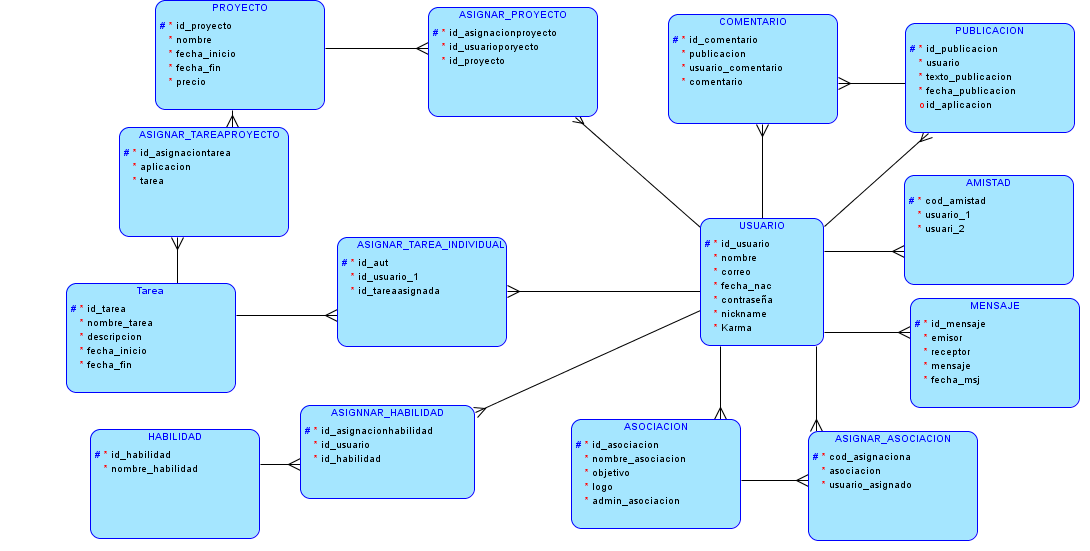 PROYECTO
# * id_proyecto
* nombre
* fecha_inicio
* fecha_fin
* precio
ASIGNAR_PROYECTO
# * id_asignacionproyecto
* id_usuarioporyecto
* id_proyecto
COMENTARIO
# * id_comentario
* publicacion
* usuario_comentario
* comentario
PUBLICACION
# * id_publicacion
* usuario
* texto_publicacion
* fecha_publicacion
o id_aplicacion
ASIGNAR_TAREAPROYECTO
# * id_asignaciontarea
* aplicacion
* tarea
AMISTAD
# * cod_amistad
* usuario_1
* usuari_2
USUARIO
# * id_usuario
* nombre
* correo
* fecha_nac
* contraseña
* nickname
* Karma
ASIGNAR_TAREA_INDIVIDUAL
# * id_aut
* id_usuario_1
* id_tareaasignada
Tarea
# * id_tarea
* nombre_tarea
* descripcion
* fecha_inicio
* fecha_fin
MENSAJE
# * id_mensaje
* emisor
* receptor
* mensaje
* fecha_msj
ASIGNNAR_HABILIDAD
# * id_asignacionhabilidad
* id_usuario
* id_habilidad
HABILIDAD
# * id_habilidad
* nombre_habilidad
ASOCIACION
# * id_asociacion
* nombre_asociacion
* objetivo
* logo
* admin_asociacion
ASIGNAR_ASOCIACION
# * cod_asignaciona
* asociacion
* usuario_asignado